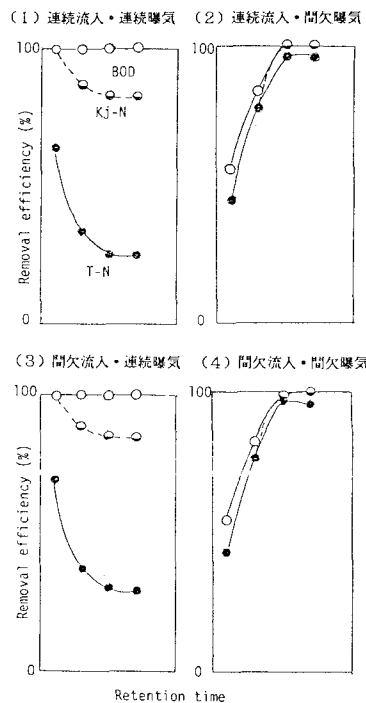 (1) 連続流入・連続曝気
(2) 連続流入・間欠曝気
100
BOD
Kj-N
T-N
0
Removal efficiency (%)
100
0
(3) 間欠流入・連続曝気
(4) 間欠流入・間欠曝気
100
0
Removal efficiency (%)
100
0
Retention time